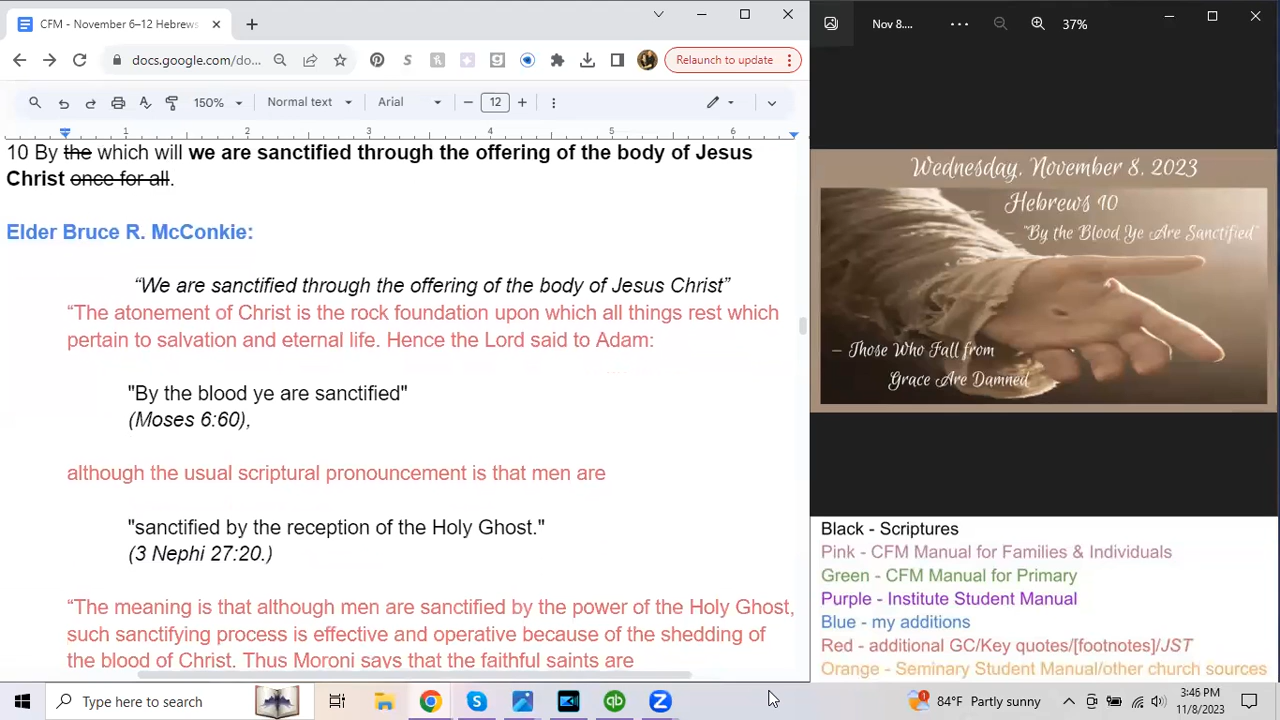 CFM - November 6–12 Hebrews
docs.google.com/do...
Relaunch to update
150%
Normal text
Arial
12
1
2
3
4
5
6
10 By the which will we are sanctified through the offering of the body of Jesus
Christ once for all.
Elder Bruce R. McConkie:
“We are sanctified through the offering of the body of Jesus Christ”
“The atonement of Christ is the rock foundation upon which all things rest which
pertain to salvation and eternal life. Hence the Lord said to Adam:
"By the blood ye are sanctified"
(Moses 6:60),
although the usual scriptural pronouncement is that men are
"sanctified by the reception of the Holy Ghost."
(3 Nephi 27:20.)
“The meaning is that although men are sanctified by the power of the Holy Ghost,
such sanctifying process is effective and operative because of the shedding of
the blood of Christ. Thus Moroni says that the faithful saints are
Nov 8....
37%
Wednesday, November 8, 2023
Hebrews 10
– "By the Blood Ye Are Sanctified"
– Those Who Fall from
Grace Are Damned
Black - Scriptures
Pink - CFM Manual for Families & Individuals
Green - CFM Manual for Primary
Purple - Institute Student Manual
Blue - my additions
Red - additional GC/Key quotes/[footnotes]/JST
Orange - Seminary Student Manual/other church sources
Type here to search
84°F Partly sunny
3:46 PM
11/8/2023